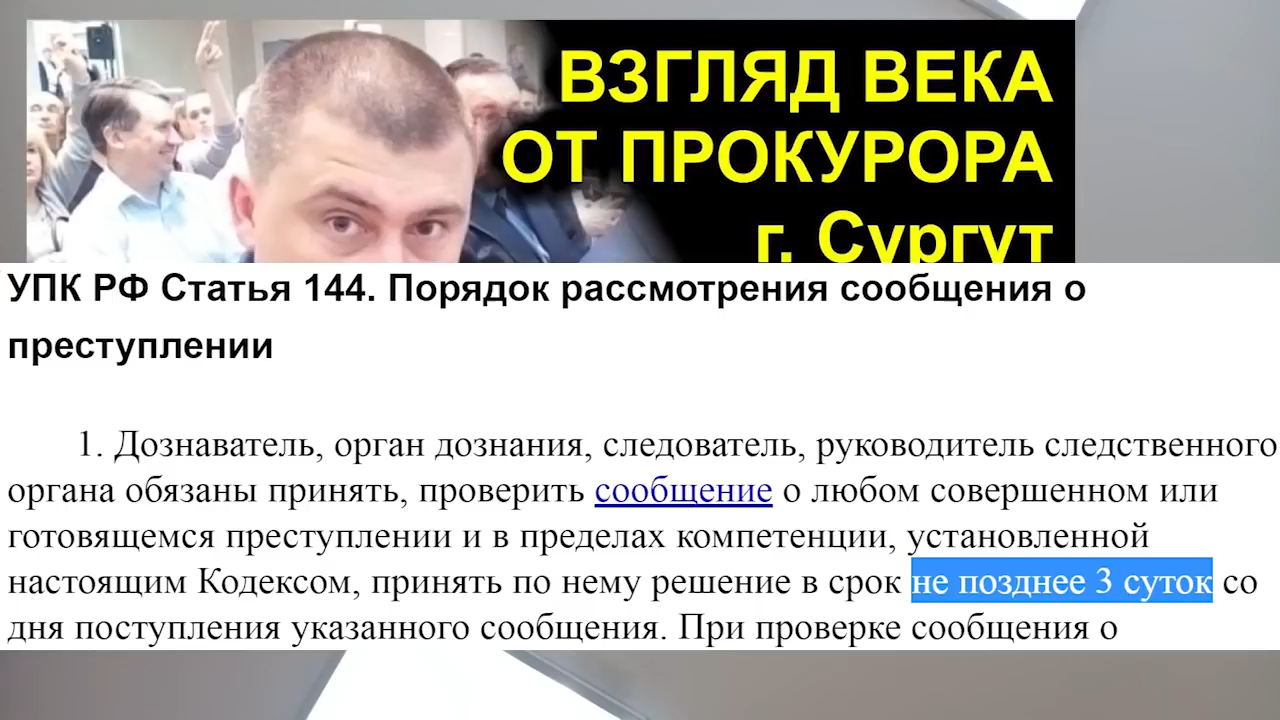 ВЗГЛЯД ВЕКА
ОТ ПРОКУРОРА
г. Сургут
УПК РФ Статья 144. Порядок рассмотрения сообщения о
преступлении
1. Дознаватель, орган дознания, следователь, руководитель следственного
органа обязаны принять, проверить сообщение о любом совершенном или
готовящемся преступлении и в пределах компетенции, установленной
настоящим Кодексом, принять по нему решение в срок не позднее 3 суток со
дня поступления указанного сообщения. При проверке сообщения о